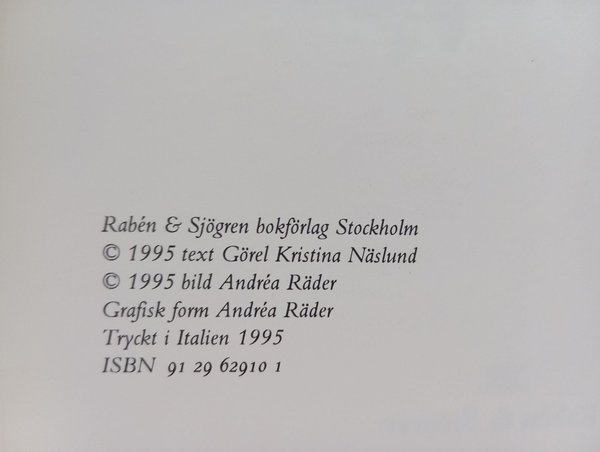 Rabén & Sjögren bokförlag Stockholm
© 1995 text Görel Kristina Näslund
© 1995 bild Andréa Räder
Grafisk form Andréa Räder
Tryckt i Italien 1995
ISBN 91 29 62910 1